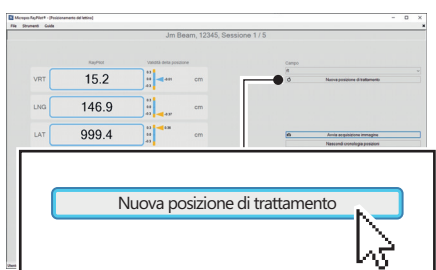 Micropos RayPilot® - [Posizionamento del lettino]
File Strumenti Guida
Jm Beam, 12345, Sessione 1 / 5
RayPilot Validità della posizione Campo
VRT 15.2 cm
Nuova posizione di trattamento
LNG 146.9 cm
LAT 999.4 cm
Avvia acquisizione immagine
Nascondi cronologia posizioni
Nuova posizione di trattamento